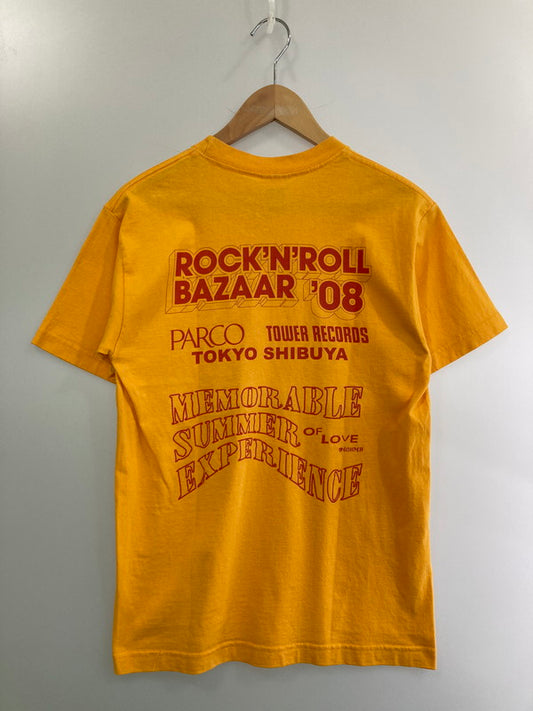 ROCK'N'ROLL
BAZAAR '08
PARCO TOWER RECORDS
TOKYO SHIBUYA
MEMORABLE
SUMMER OF LOVE
EXPERIENCE